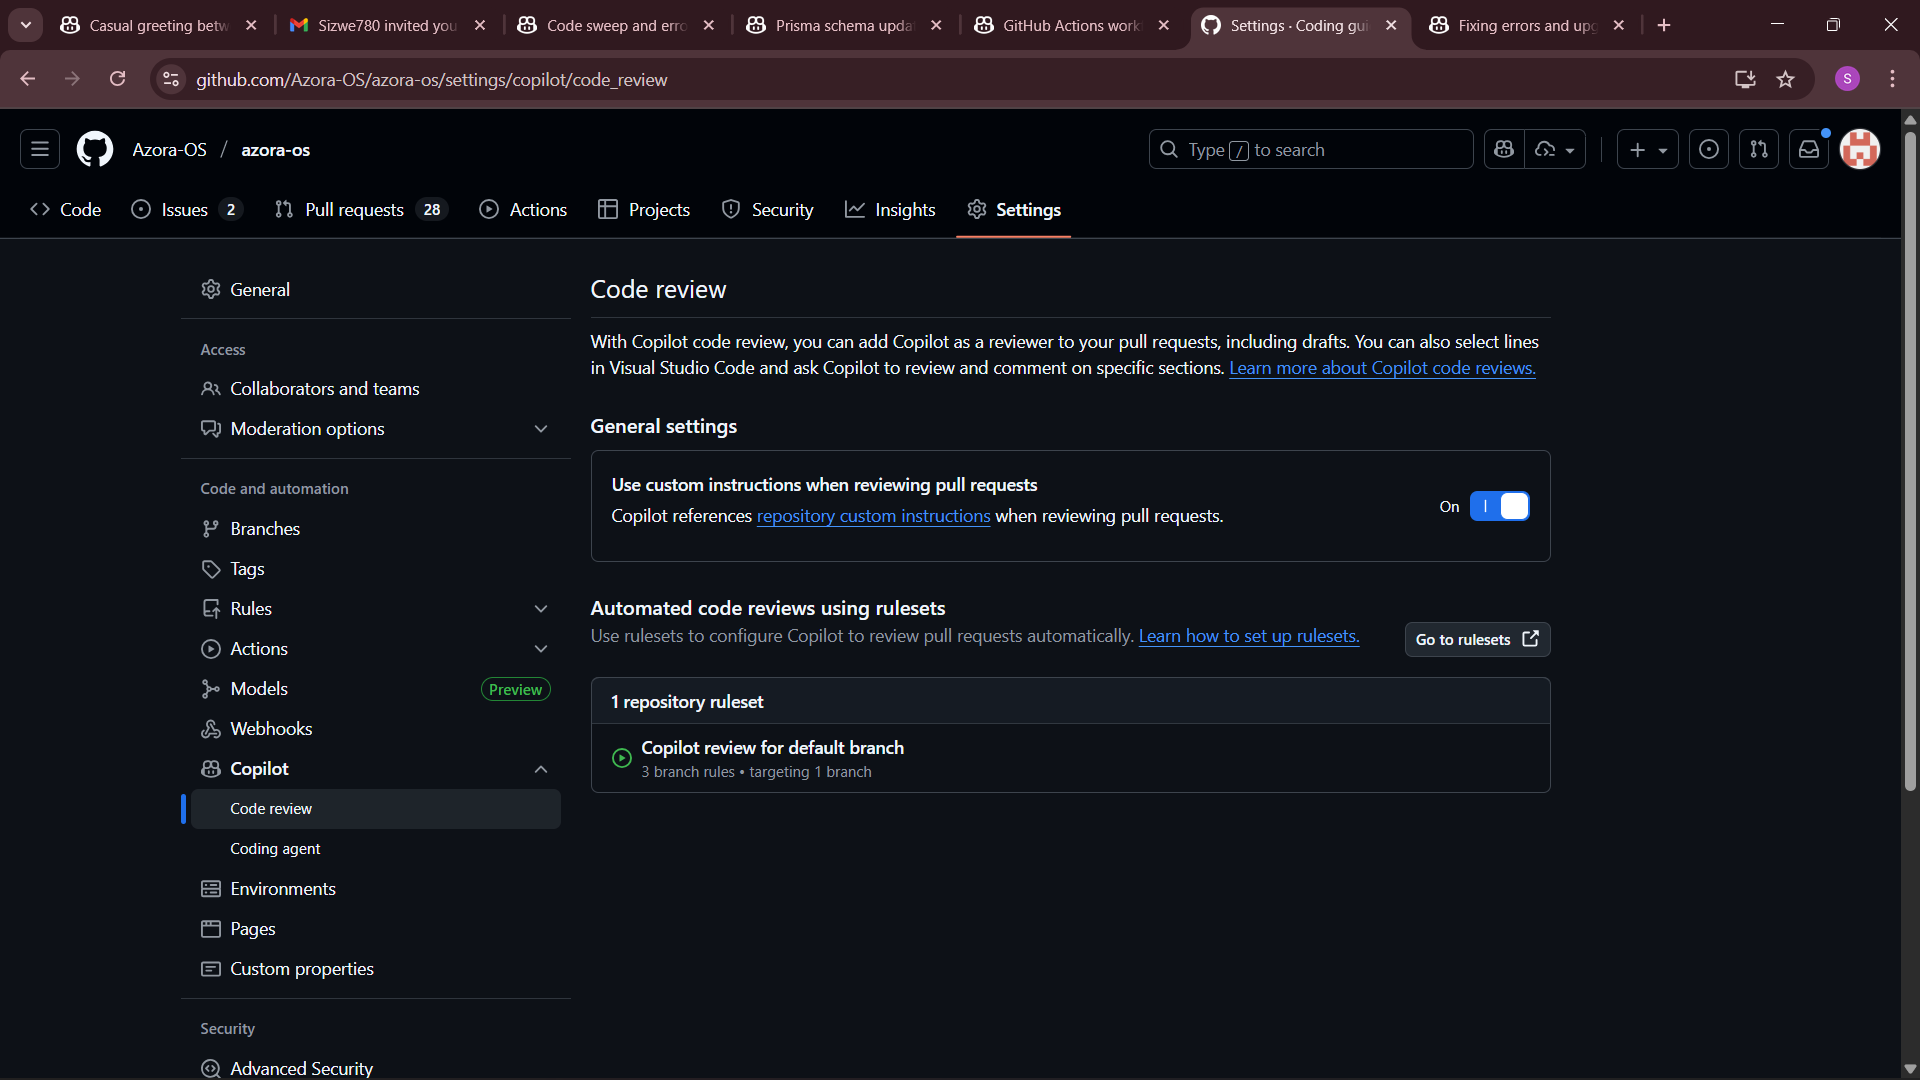 Casual greeting betw
Sizwe780 invited you
Code sweep and erro
Prisma schema upda
GitHub Actions work
Settings · Coding gui
Fixing errors and upg
github.com/Azora-OS/azora-os/settings/copilot/code_review
S
Azora-OS / azora-os
Type / to search
Code
Issues 2
Pull requests 28
Actions
Projects
Security
Insights
Settings
General
Access
Collaborators and teams
Moderation options
Code and automation
Branches
Tags
Rules
Actions
Models Preview
Webhooks
Copilot
Code review
Coding agent
Environments
Pages
Custom properties
Security
Advanced Security
Code review
With Copilot code review, you can add Copilot as a reviewer to your pull requests, including drafts. You can also select lines
in Visual Studio Code and ask Copilot to review and comment on specific sections. Learn more about Copilot code reviews.
General settings
Use custom instructions when reviewing pull requests
Copilot references repository custom instructions when reviewing pull requests.
On
Automated code reviews using rulesets
Use rulesets to configure Copilot to review pull requests automatically. Learn how to set up rulesets.
Go to rulesets
1 repository ruleset
Copilot review for default branch
3 branch rules • targeting 1 branch